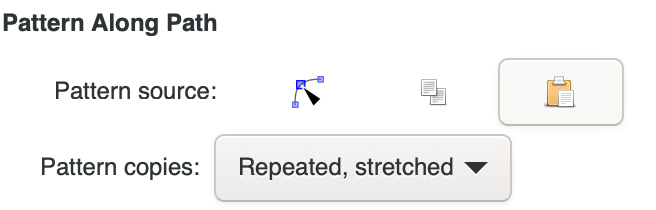 Pattern Along Path
Pattern source:
Pattern copies: Repeated, stretched